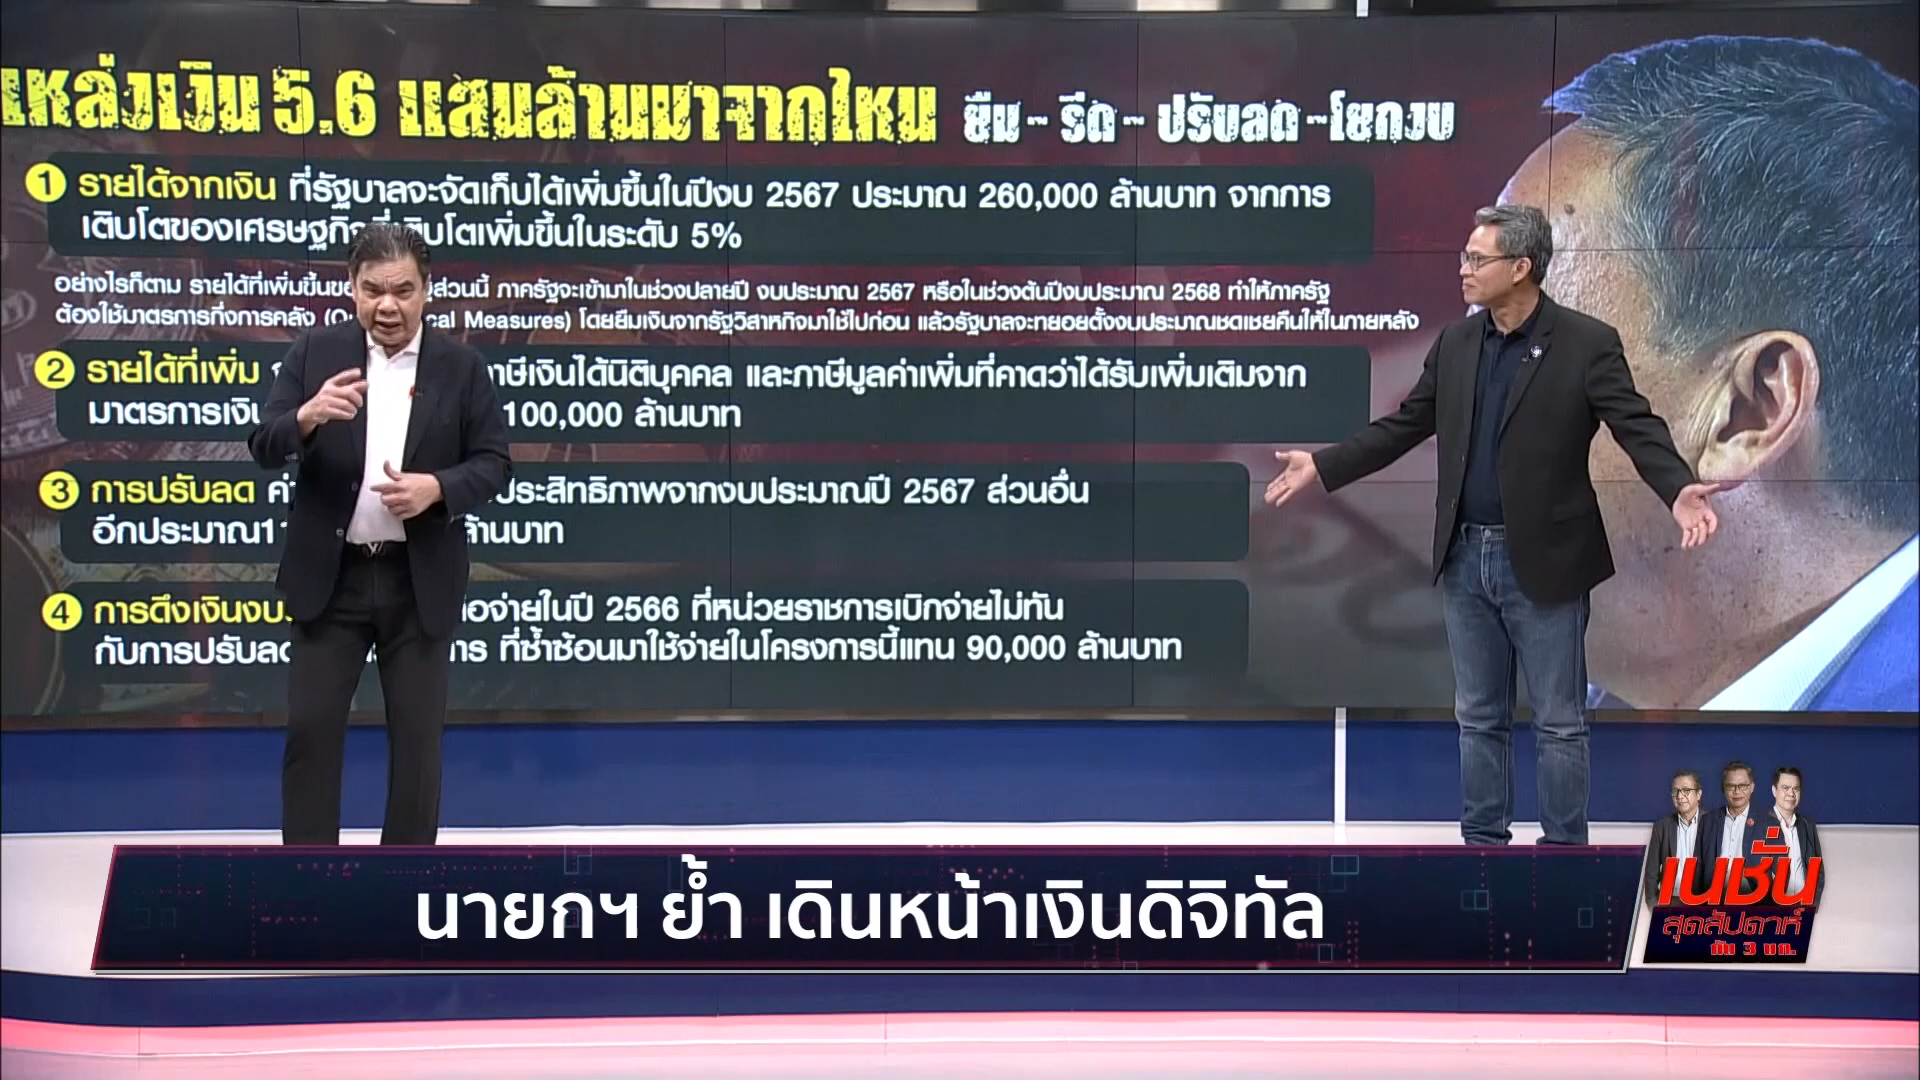 แหล่งเงิน 5.6 แสนล้านมาจากไหน ยืม - รีด - ปรับลด - โยกงบ
1 รายได้จากเงิน ที่รัฐบาลจะจัดเก็บได้เพิ่มขึ้นในปีงบ 2567 ประมาณ 260,000 ล้านบาท จากการ
เติบโตของเศรษฐกิจ เติบโตเพิ่มขึ้นในระดับ 5%
อย่างไรก็ตาม รายได้ที่เพิ่มขึ้น ส่วนนี้ ภาครัฐจะเข้ามาในช่วงปลายปี งบประมาณ 2567 หรือในช่วงต้นปีงบประมาณ 2568 ทำให้ภาครัฐ
ต้องใช้มาตรการกึ่งการคลัง Measures) โดยยืมเงินจากรัฐวิสาหกิจมาใช้ไปก่อน แล้วรัฐบาลจะทยอยตั้งงบประมาณชดเชยคืนให้ในภายหลัง
2 รายได้ที่เพิ่ม ภาษีเงินได้นิติบุคคล และภาษีมูลค่าเพิ่มที่คาดว่าได้รับเพิ่มเติมจาก
มาตรการเงิน 100,000 ล้านบาท
3 การปรับลด ประสิทธิภาพจากงบประมาณปี 2567 ส่วนอื่น
อีกประมาณ ล้านบาท
4 การดึงเงิน จ่ายในปี 2566 ที่หน่วยราชการเบิกจ่ายไม่ทัน
กับการปรับลด ที่ซ้ำซ้อนมาใช้จ่ายในโครงการนี้แทน 90,000 ล้านบาท
นายกฯ ย้ำ เดินหน้าเงินดิจิทัล
เนชั่น
สุดสัปดาห์
กับ 3 บก.